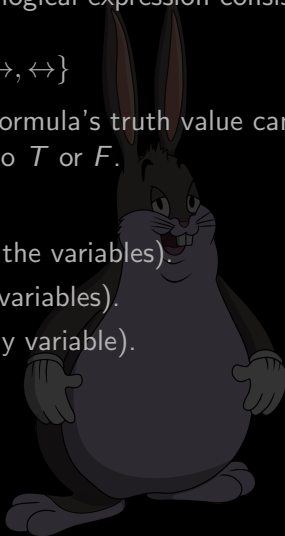 logical expression consis
→, ↔}
ormula's truth value car
o T or F.
the variables).
variables).
y variable).